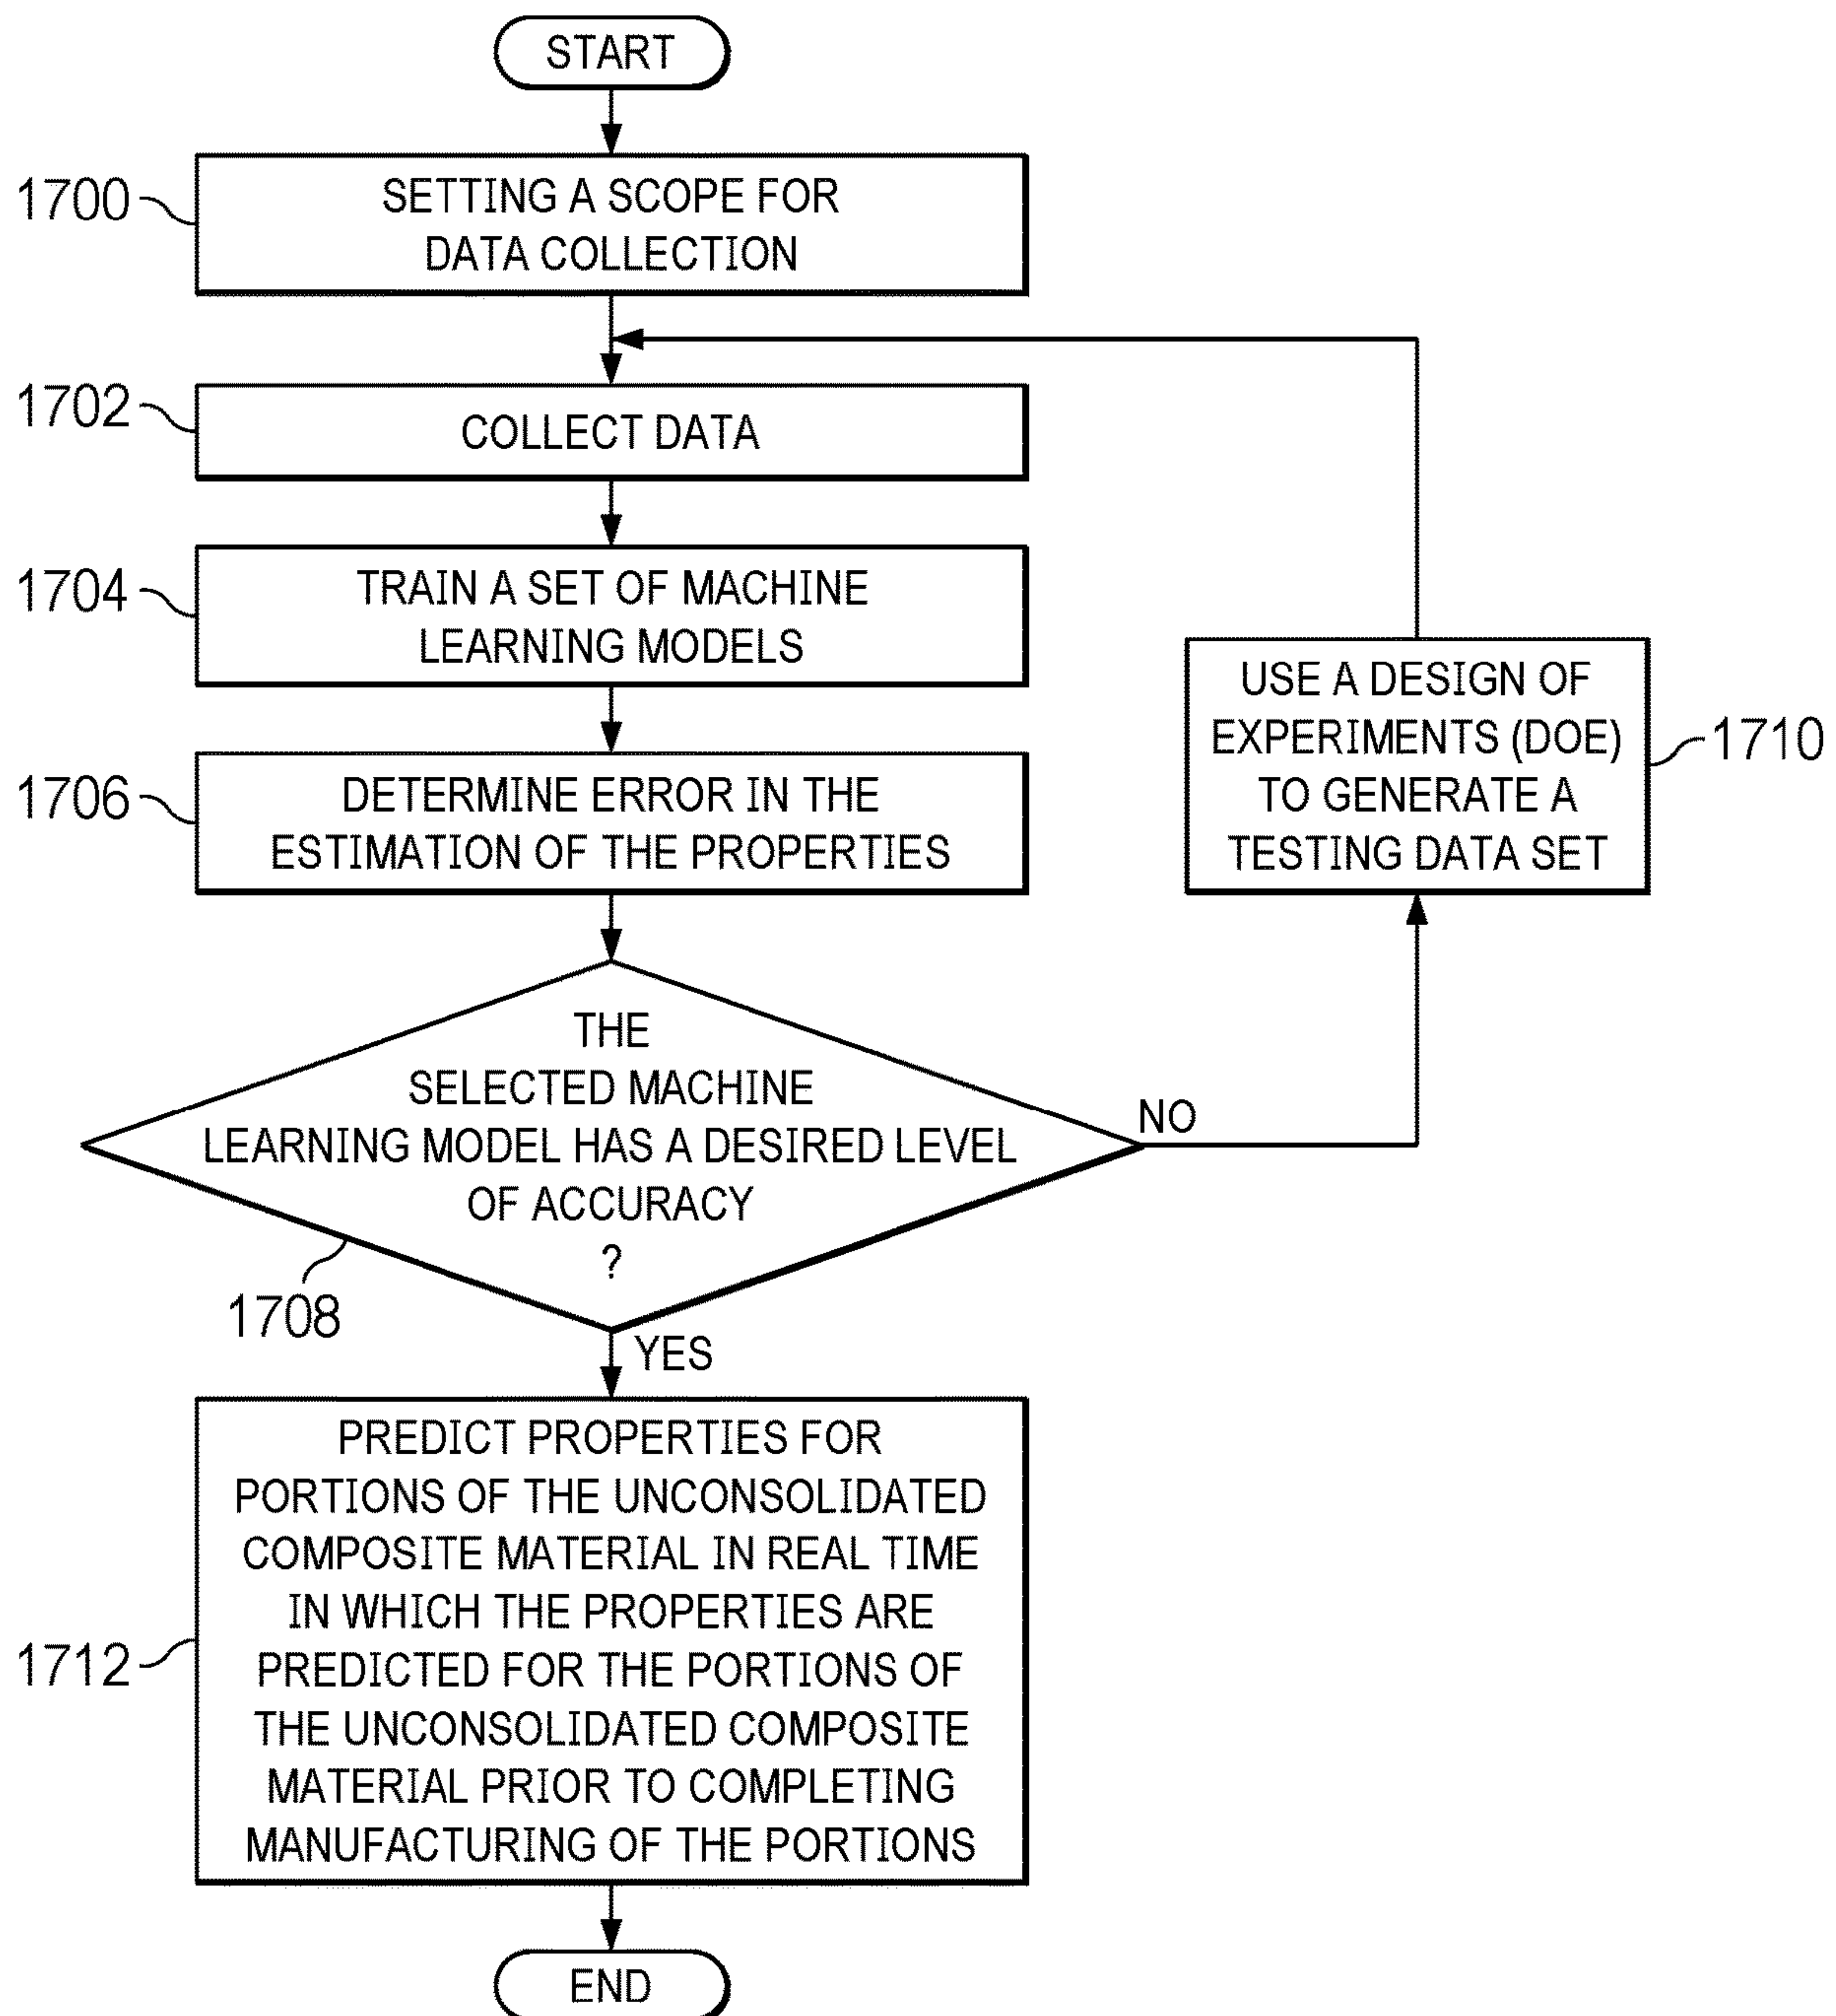 START
1700
SETTING A SCOPE FOR
DATA COLLECTION
1702
COLLECT DATA
1704
TRAIN A SET OF MACHINE
LEARNING MODELS
1706
DETERMINE ERROR IN THE
ESTIMATION OF THE PROPERTIES
THE
SELECTED MACHINE
LEARNING MODEL HAS A DESIRED LEVEL
OF ACCURACY
?
1708
NO
USE A DESIGN OF
EXPERIMENTS (DOE)
TO GENERATE A
TESTING DATA SET
1710
YES
1712
PREDICT PROPERTIES FOR
PORTIONS OF THE UNCONSOLIDATED
COMPOSITE MATERIAL IN REAL TIME
IN WHICH THE PROPERTIES ARE
PREDICTED FOR THE PORTIONS OF
THE UNCONSOLIDATED COMPOSITE
MATERIAL PRIOR TO COMPLETING
MANUFACTURING OF THE PORTIONS
END